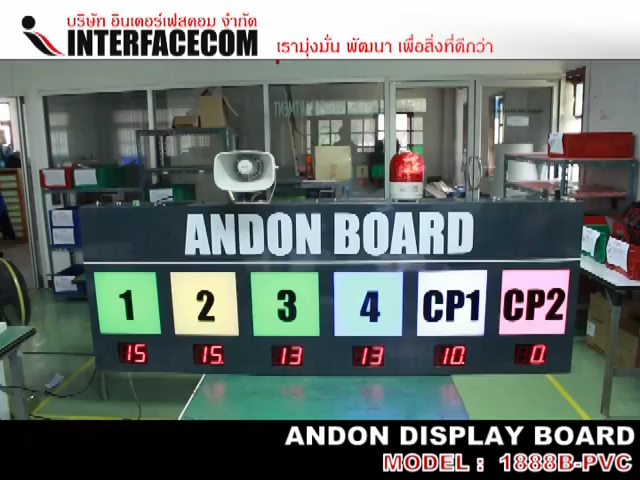 บริษัท อินเตอร์เฟสคอม จำกัด
INTERFACECOM
เรามุ่งมั่น พัฒนา เพื่อสิ่งที่ดีกว่า
ANDON BOARD
1 2 3 4 CP1 CP2
15 15. 13 13 10. 0.
ANDON DISPLAY BOARD
MODEL : 1888B-PVC